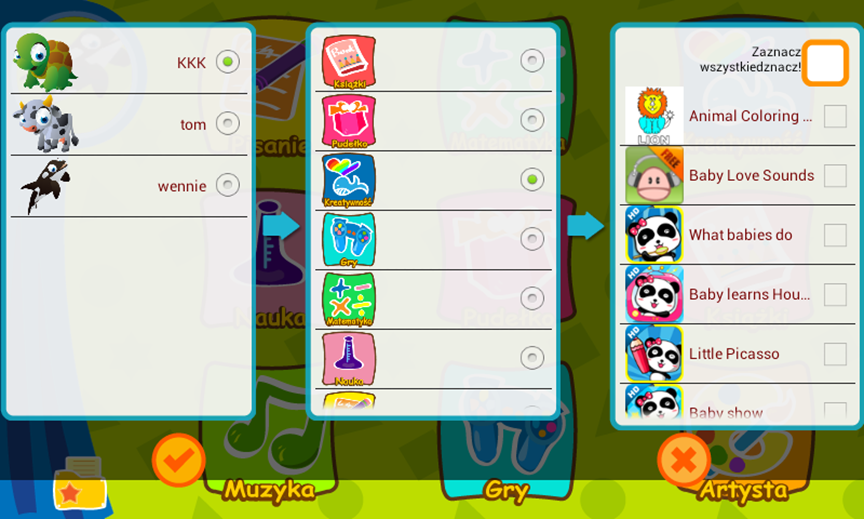 KKK
tom
wennie
Książki
Pudełko
Kreatywność
Gry
Matematyka
Nauka
Zaznacz
wszystkiedznacz!
LION
Animal Coloring ...
FREE
Baby Love Sounds
HD
What babies do
HD
Baby learns Hou...
HD
Little Picasso
HD
Baby show
Pisanie
Nauka
Pudełko
Muzyka
Gry
Artysta